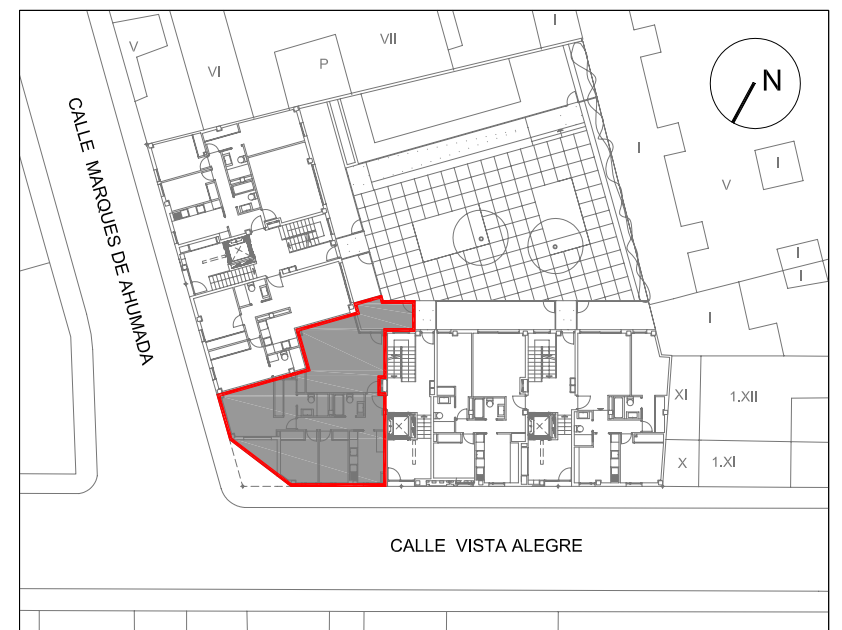 V
VI
P
VII
I
N
CALLE MARQUES DE AHUMADA
I
V
I
I
I
I
XI
1.XII
X
1.XI
CALLE VISTA ALEGRE